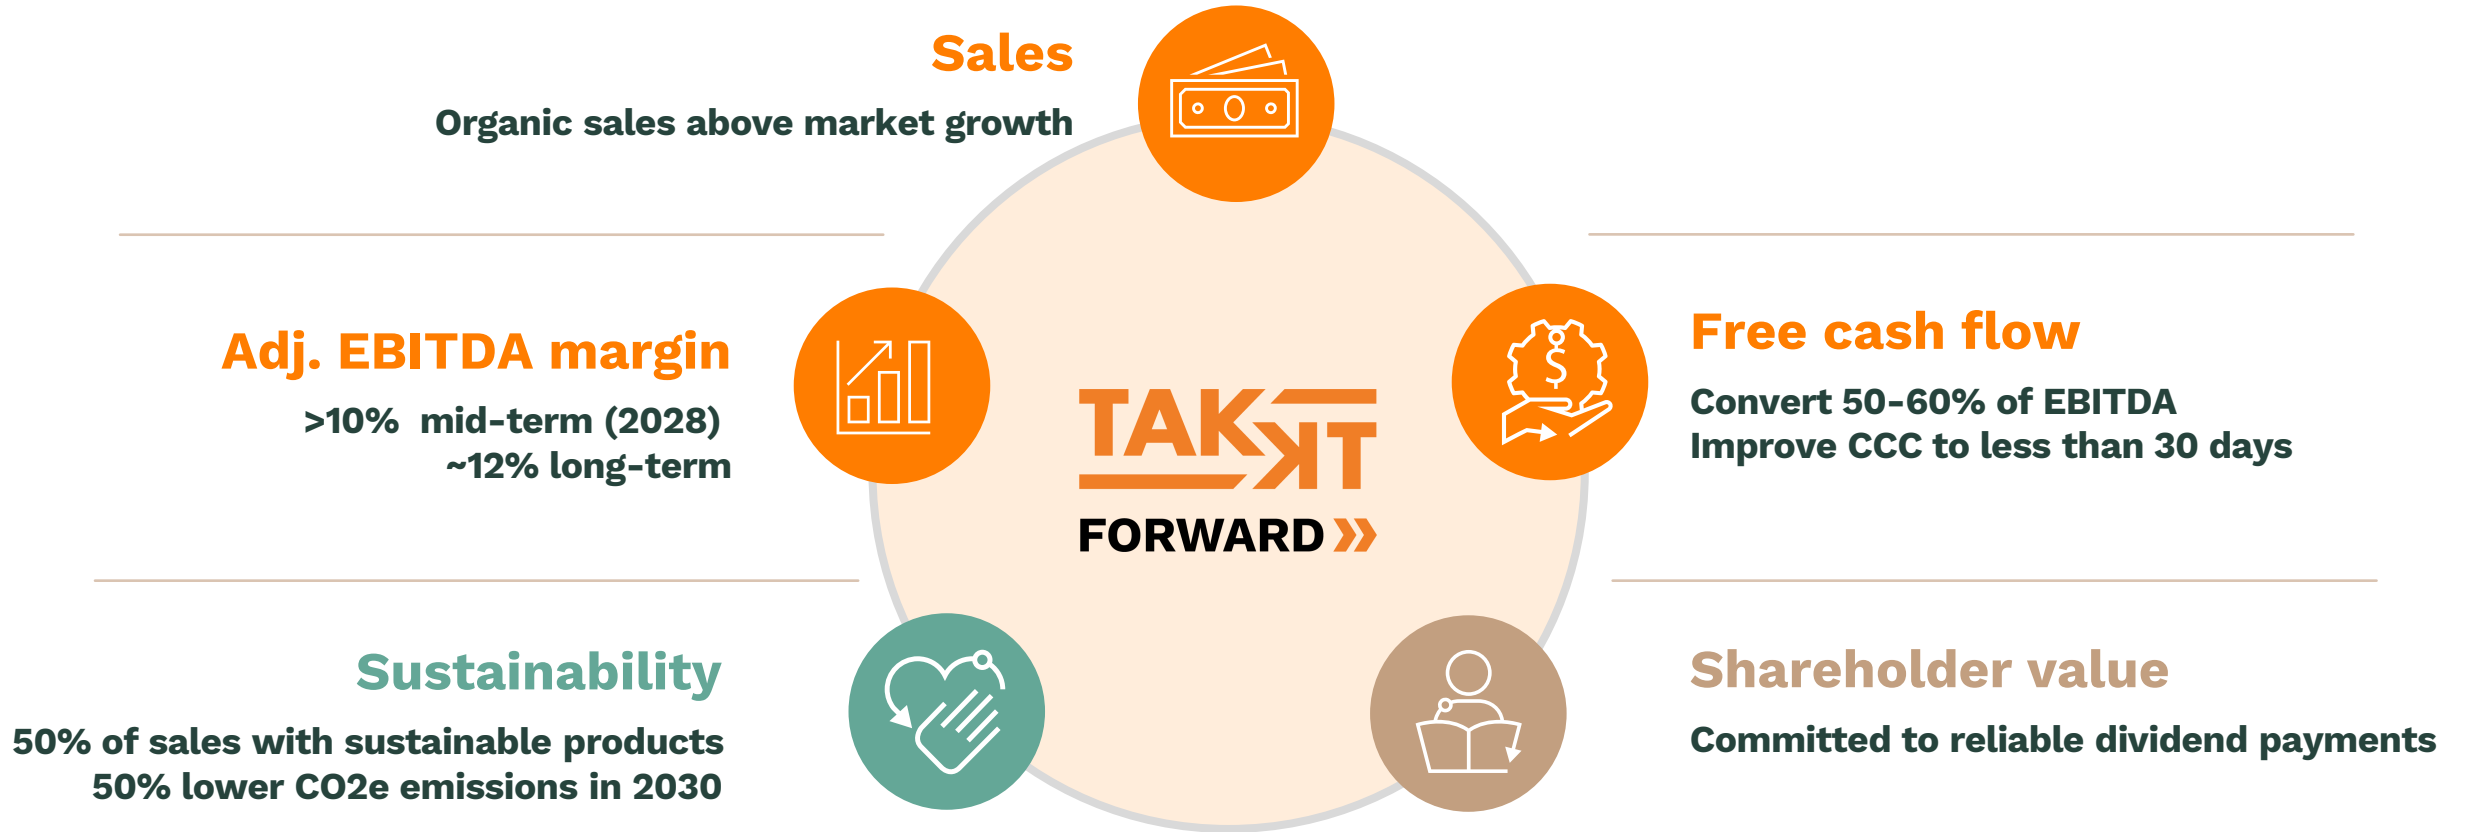 Sales
Organic sales above market growth
Adj. EBITDA margin
>10% mid-term (2028)
~12% long-term
Free cash flow
Convert 50-60% of EBITDA
Improve CCC to less than 30 days
TAKKT
FORWARD
Sustainability
50% of sales with sustainable products
50% lower CO2e emissions in 2030
Shareholder value
Committed to reliable dividend payments